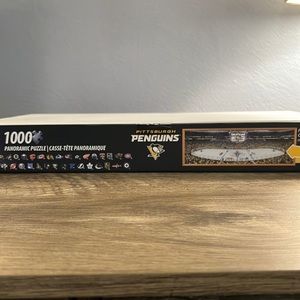 1000
PANORAMIC PUZZLE | CASSE-TÊTE PANORAMIQUE
PITTSBURGH
PENGUINS